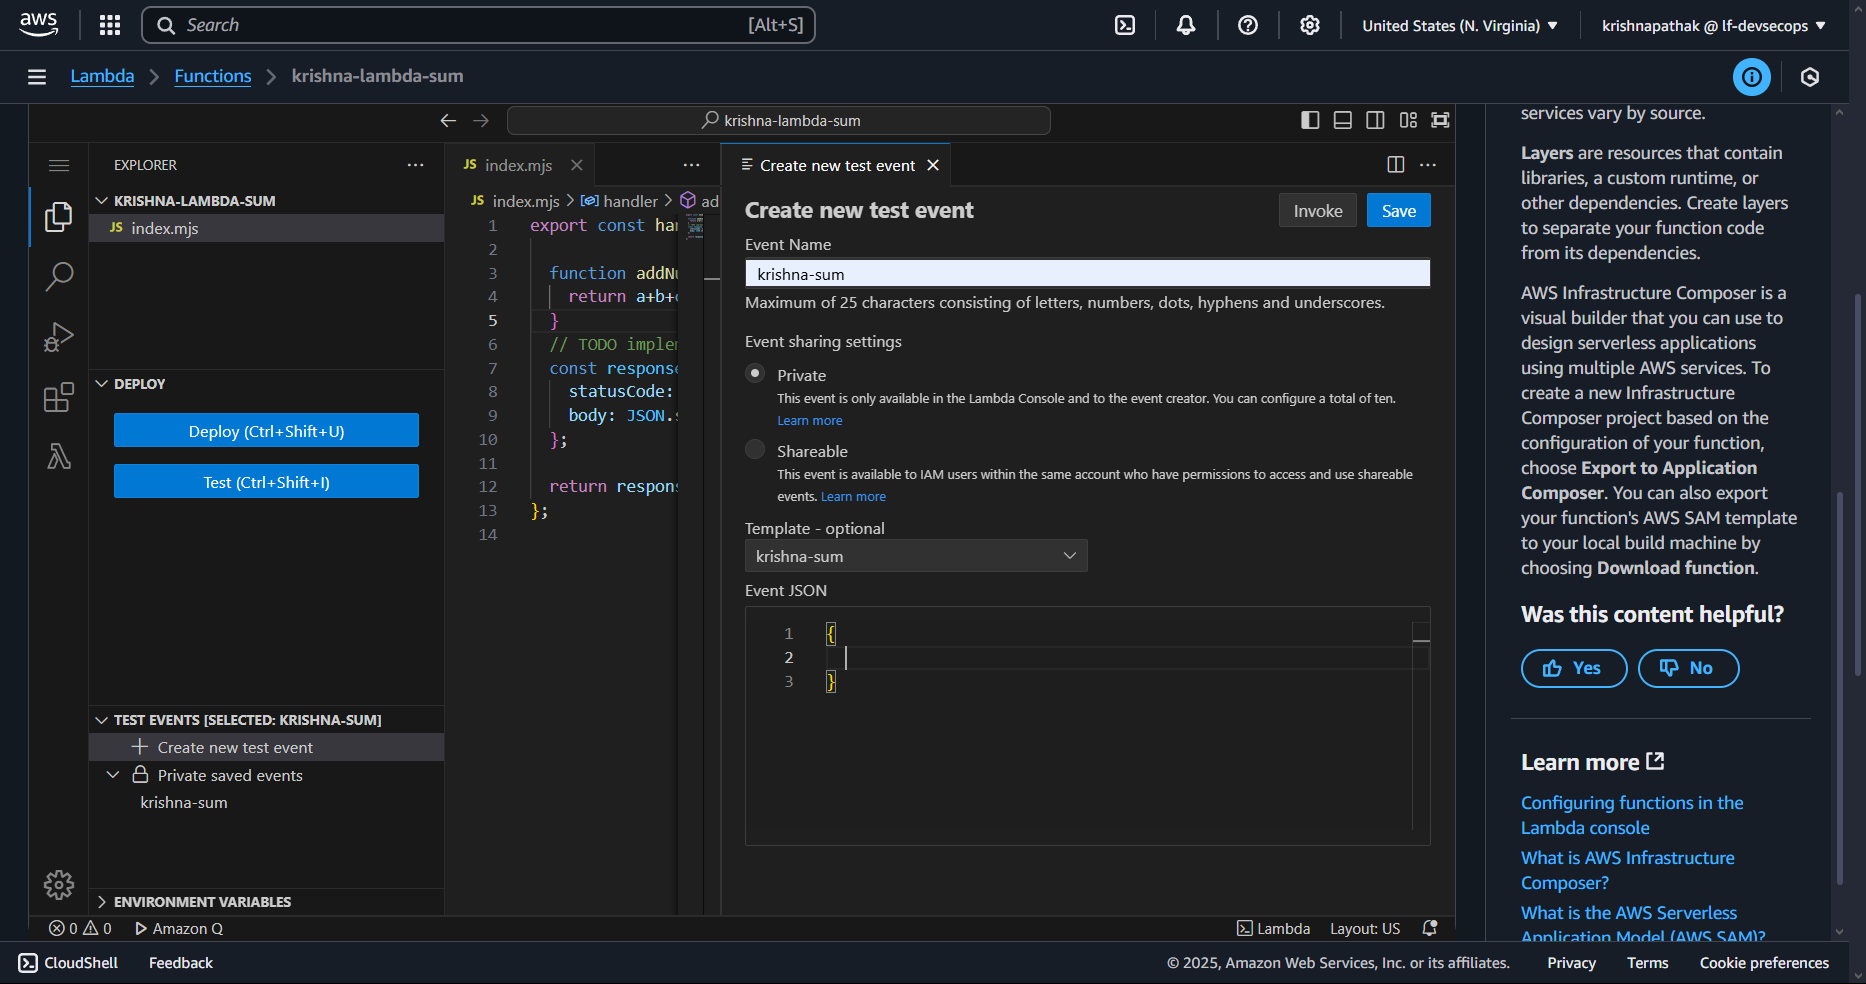 aws
Search
[Alt+S]
United States (N. Virginia)
krishnapathak @ lf-devsecops
Lambda
Functions
krishna-lambda-sum
krishna-lambda-sum
EXPLORER
KRISHNA-LAMBDA-SUM
JS index.mjs
DEPLOY
Deploy (Ctrl+Shift+U)
Test (Ctrl+Shift+I)
TEST EVENTS [SELECTED: KRISHNA-SUM]
Create new test event
Private saved events
krishna-sum
ENVIRONMENT VARIABLES
JS index.mjs
JS index.mjs > handler > ad
1 export const han
2
3 function addNu
4 return a+b+c
5 }
6 // TODO implem
7 const response
8 statusCode:
9 body: JSON.s
10 };
11
12 return respons
13 };
14
Create new test event
Create new test event
Invoke
Save
Event Name
krishna-sum
Maximum of 25 characters consisting of letters, numbers, dots, hyphens and underscores.
Event sharing settings
Private
This event is only available in the Lambda Console and to the event creator. You can configure a total of ten.
Learn more
Shareable
This event is available to IAM users within the same account who have permissions to access and use shareable
events. Learn more
Template - optional
krishna-sum
Event JSON
1 {
2
3 }
0 0 Amazon Q
Lambda
Layout: US
services vary by source.
Layers are resources that contain
libraries, a custom runtime, or
other dependencies. Create layers
to separate your function code
from its dependencies.
AWS Infrastructure Composer is a
visual builder that you can use to
design serverless applications
using multiple AWS services. To
create a new Infrastructure
Composer project based on the
configuration of your function,
choose Export to Application
Composer. You can also export
your function's AWS SAM template
to your local build machine by
choosing Download function.
Was this content helpful?
Yes
No
Learn more
Configuring functions in the
Lambda console
What is AWS Infrastructure
Composer?
What is the AWS Serverless
Application Model (AWS SAM)?
CloudShell
Feedback
© 2025, Amazon Web Services, Inc. or its affiliates.
Privacy
Terms
Cookie preferences